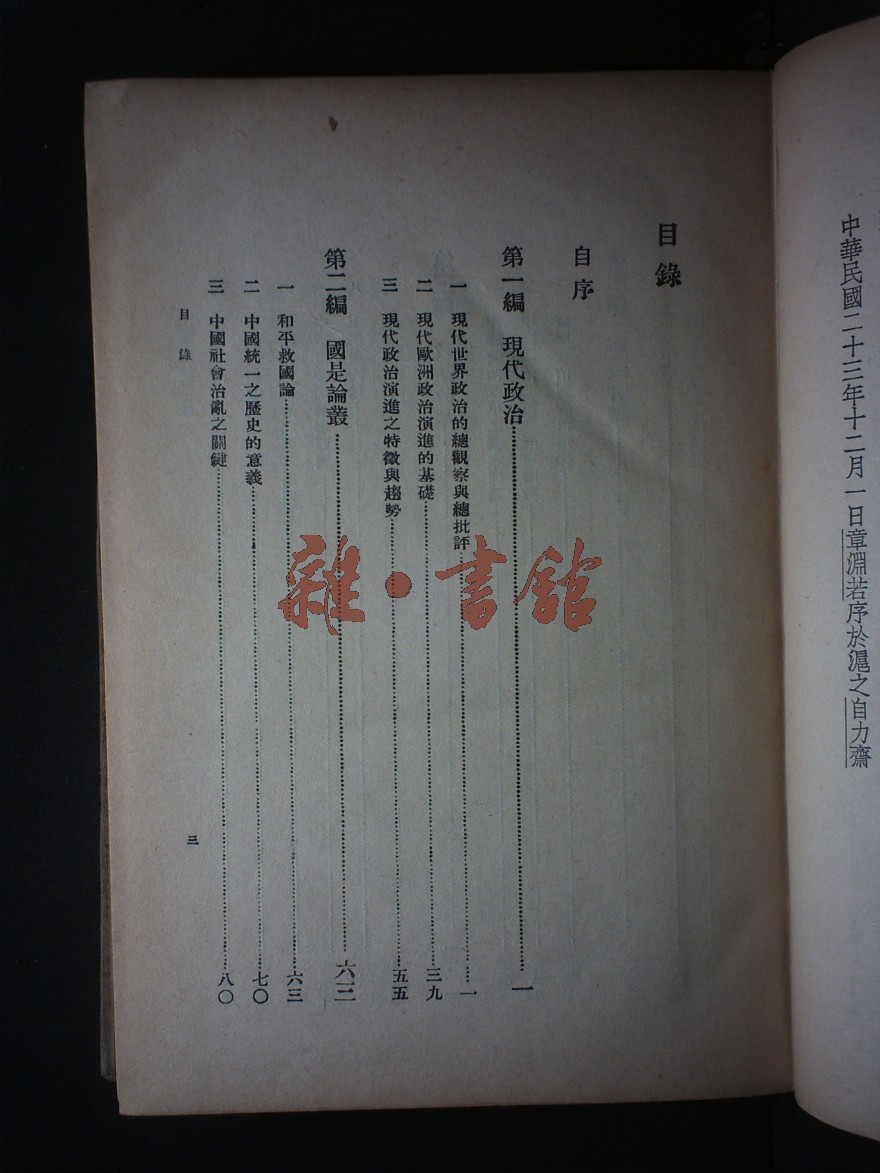 中華民國二十三年十二月一日章淵若序於滬之自力齋
目錄
自序
第一編 現代政治……一
一 現代世界政治的總觀察與總批評……一
二 現代歐洲政治演進的基礎……三九
三 現代政治演進之特徵與趨勢……五五
第二編 國是論叢……六三
一 和平救國論……六三
二 中國統一之歷史的意義……七〇
三 中國社會治亂之關鍵……八〇
目錄
三
雜·書館